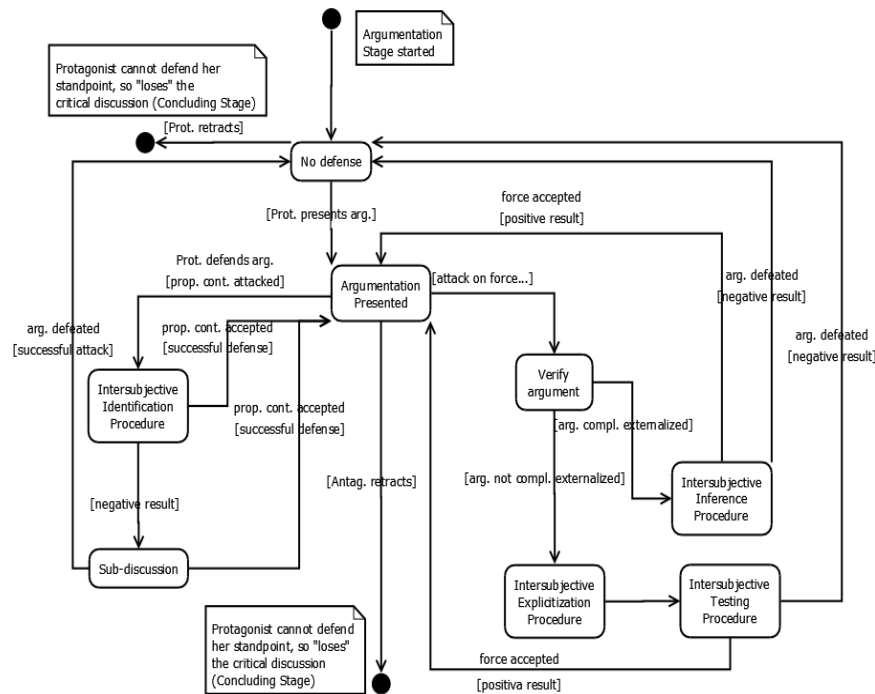 Argumentation
Stage started
Protagonist cannot defend her
standpoint, so "loses" the
critical discussion (Concluding Stage)
[Prot. retracts]
No defense
[Prot. presents arg.]
force accepted
[positive result]
Prot. defends arg.
[prop. cont. attacked]
Argumentation
Presented
[attack on force...]
arg. defeated
[negative result]
arg. defeated
[successful attack]
prop. cont. accepted
[successful defense]
arg. defeated
[negative result]
Intersubjective
Identification
Procedure
prop. cont. accepted
[successful defense]
Verify
argument
[arg. compl. externalized]
[arg. not compl. externalized]
[Antag. retracts]
Intersubjective
Inference
Procedure
[negative result]
Sub-discussion
Intersubjective
Explicitization
Procedure
Intersubjective
Testing
Procedure
Protagonist cannot defend
her standpoint, so "loses"
the critical discussion
(Concluding Stage)
force accepted
[positiva result]